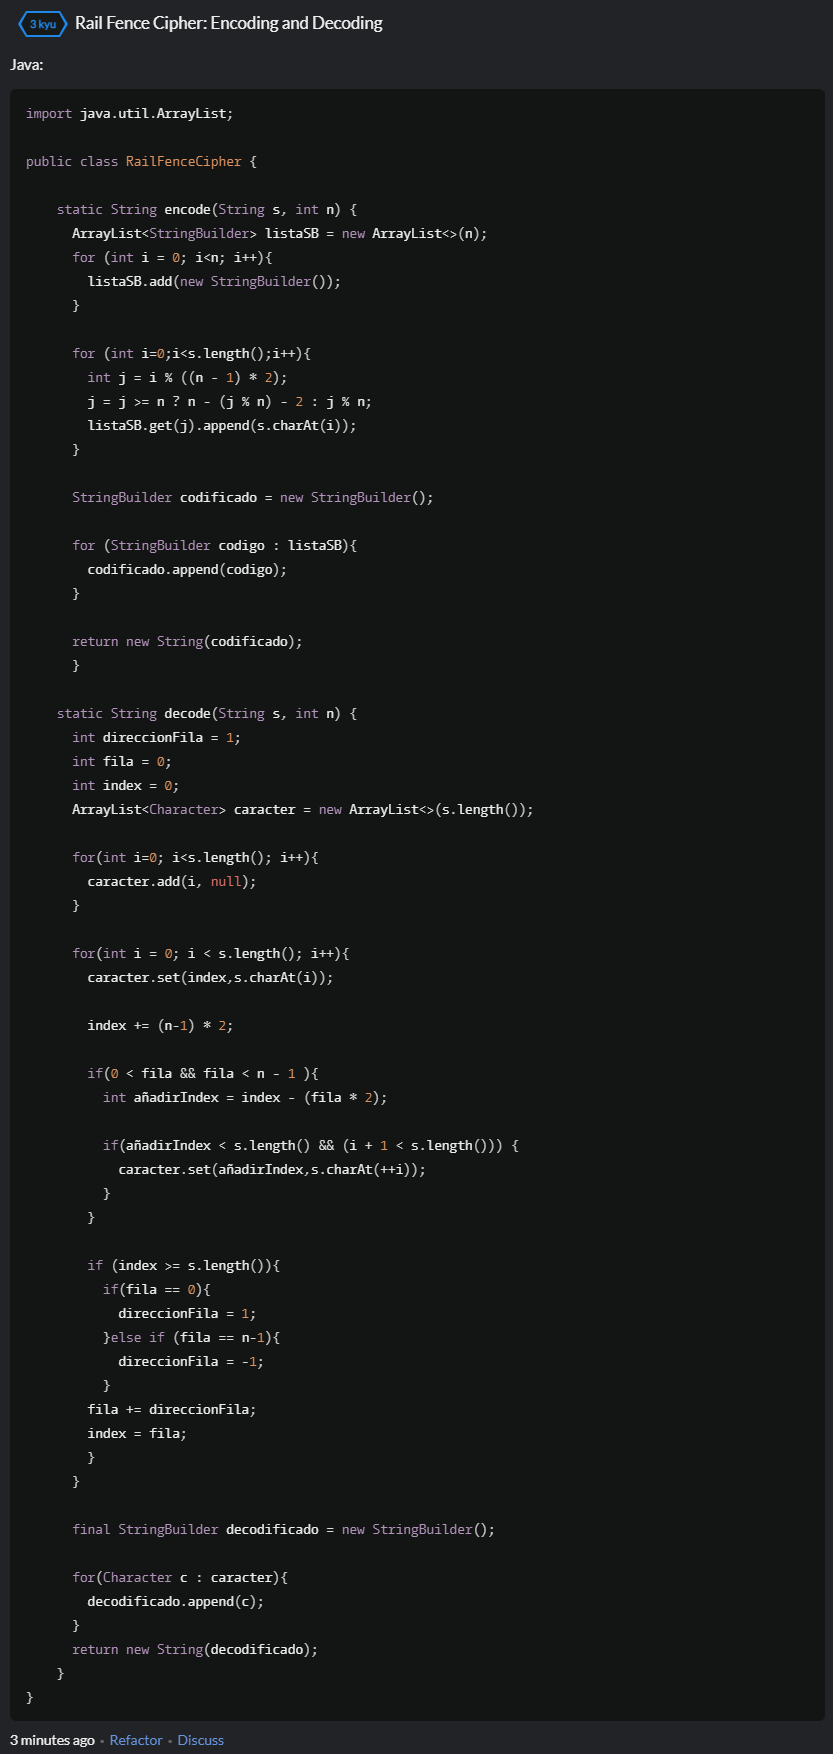 3 kyu Rail Fence Cipher: Encoding and Decoding
Java:
import java.util.ArrayList;

public class RailFenceCipher {

    static String encode(String s, int n) {
      ArrayList<StringBuilder> listaSB = new ArrayList<>(n);
      for (int i = 0; i<n; i++){
        listaSB.add(new StringBuilder());
      }

      for (int i=0;i<s.length();i++){
        int j = i % ((n - 1) * 2);
        j = j >= n ? n - (j % n) - 2 : j % n;
        listaSB.get(j).append(s.charAt(i));
      }

      StringBuilder codificado = new StringBuilder();

      for (StringBuilder codigo : listaSB){
        codificado.append(codigo);
      }

      return new String(codificado);
      }

    static String decode(String s, int n) {
      int direccionFila = 1;
      int fila = 0;
      int index = 0;
      ArrayList<Character> caracter = new ArrayList<>(s.length());

      for(int i=0; i<s.length(); i++){
        caracter.add(i, null);
      }

      for(int i = 0; i < s.length(); i++){
        caracter.set(index,s.charAt(i));

        index += (n-1) * 2;

        if(0 < fila && fila < n - 1 ){
          int añadirIndex = index - (fila * 2);

          if(añadirIndex < s.length() && (i + 1 < s.length())) {
            caracter.set(añadirIndex,s.charAt(++i));
          }
        }

        if (index >= s.length()){
          if(fila == 0){
            direccionFila = 1;
          }else if (fila == n-1){
            direccionFila = -1;
          }
        fila += direccionFila;
        index = fila;
        }
      }

      final StringBuilder decodificado = new StringBuilder();

      for(Character c : caracter){
        decodificado.append(c);
      }
      return new String(decodificado);
    }
}
3 minutes ago • Refactor • Discuss